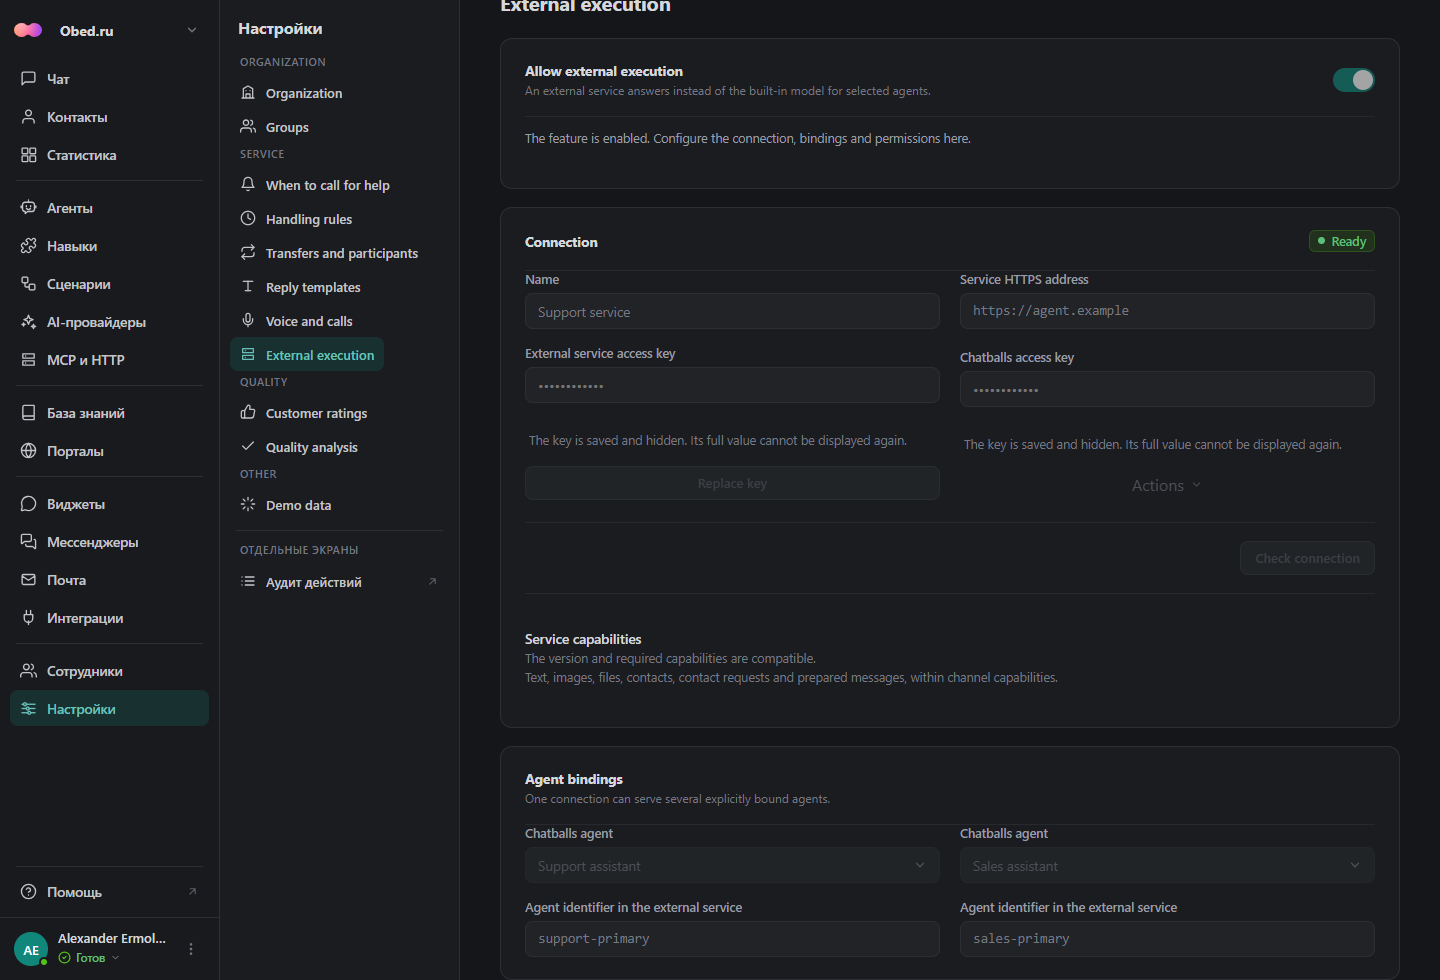 Obed.ru
Чат
Контакты
Статистика
Агенты
Навыки
Сценарии
AI-провайдеры
MCP и HTTP
База знаний
Порталы
Виджеты
Мессенджеры
Почта
Интеграции
Сотрудники
Настройки
Помощь
AE
Alexander Ermol...
Готов
Настройки
ORGANIZATION
Organization
Groups
SERVICE
When to call for help
Handling rules
Transfers and participants
Reply templates
Voice and calls
External execution
QUALITY
Customer ratings
Quality analysis
OTHER
Demo data
ОТДЕЛЬНЫЕ ЭКРАНЫ
Аудит действий
External execution
Allow external execution
An external service answers instead of the built-in model for selected agents.
The feature is enabled. Configure the connection, bindings and permissions here.
Connection
Ready
Name
Service HTTPS address
Support service
https://agent.example
External service access key
Chatballs access key
••••••••••••
••••••••••••
The key is saved and hidden. Its full value cannot be displayed again.
The key is saved and hidden. Its full value cannot be displayed again.
Replace key
Actions
Check connection
Service capabilities
The version and required capabilities are compatible.
Text, images, files, contacts, contact requests and prepared messages, within channel capabilities.
Agent bindings
One connection can serve several explicitly bound agents.
Chatballs agent
Chatballs agent
Support assistant
Sales assistant
Agent identifier in the external service
Agent identifier in the external service
support-primary
sales-primary